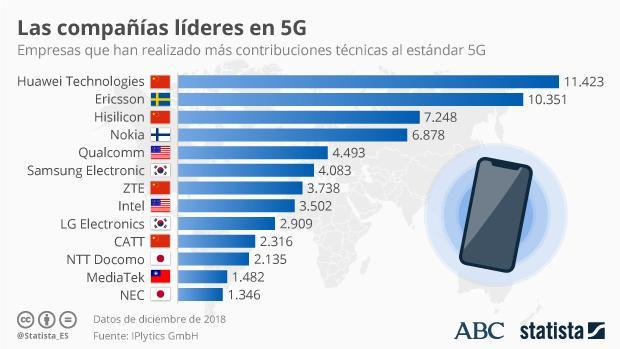 Las compañías líderes en 5G
Empresas que han realizado más contribuciones técnicas al estándar 5G
Huawei Technologies 11.423
Ericsson 10.351
Hisilicon 7.248
Nokia 6.878
Qualcomm 4.493
Samsung Electronic 4.083
ZTE 3.738
Intel 3.502
LG Electronics 2.909
CATT 2.316
NTT Docomo 2.135
MediaTek 1.482
NEC 1.346
Datos de diciembre de 2018
@Statista_ES Fuente: IPlytics GmbH
ABC statista